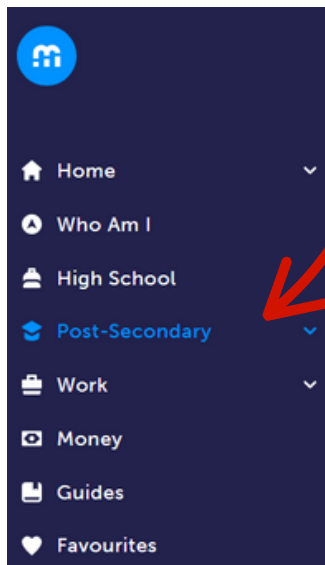 m
Home
Who Am I
High School
Post-Secondary
Work
Money
Guides
Favourites